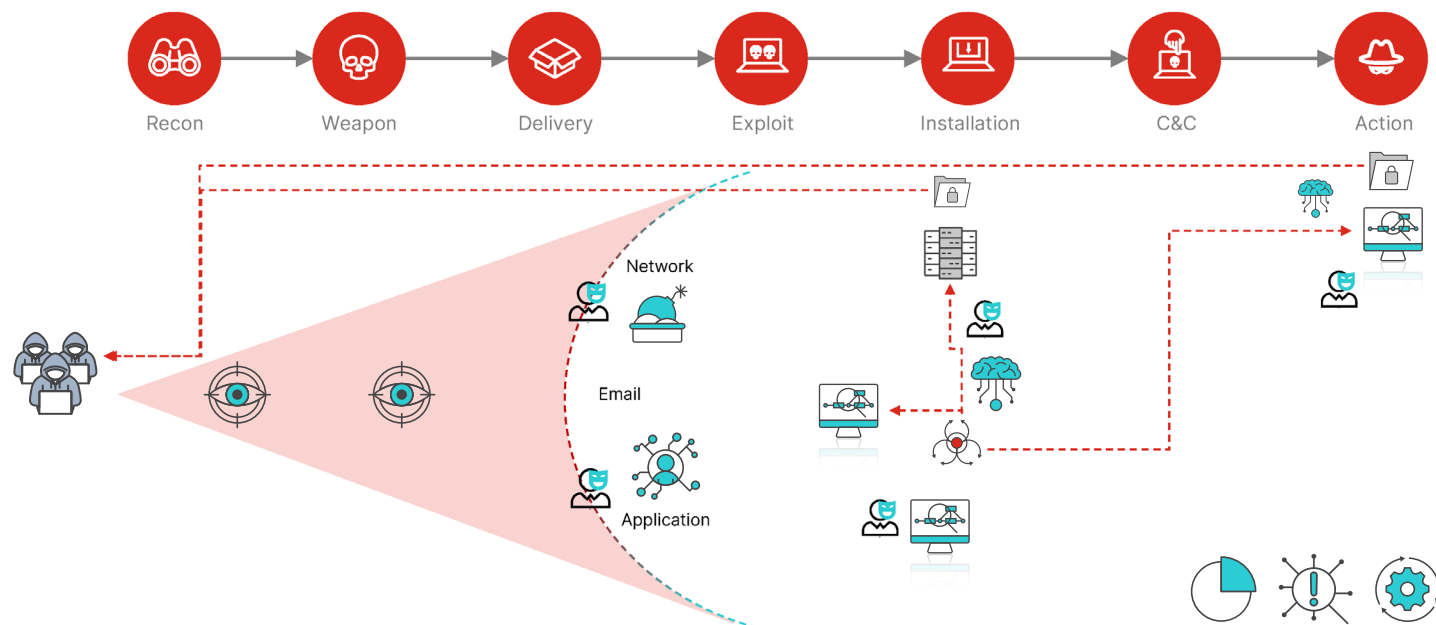 Recon
Weapon
Delivery
Exploit
Installation
C&C
Action
Network
Email
Application